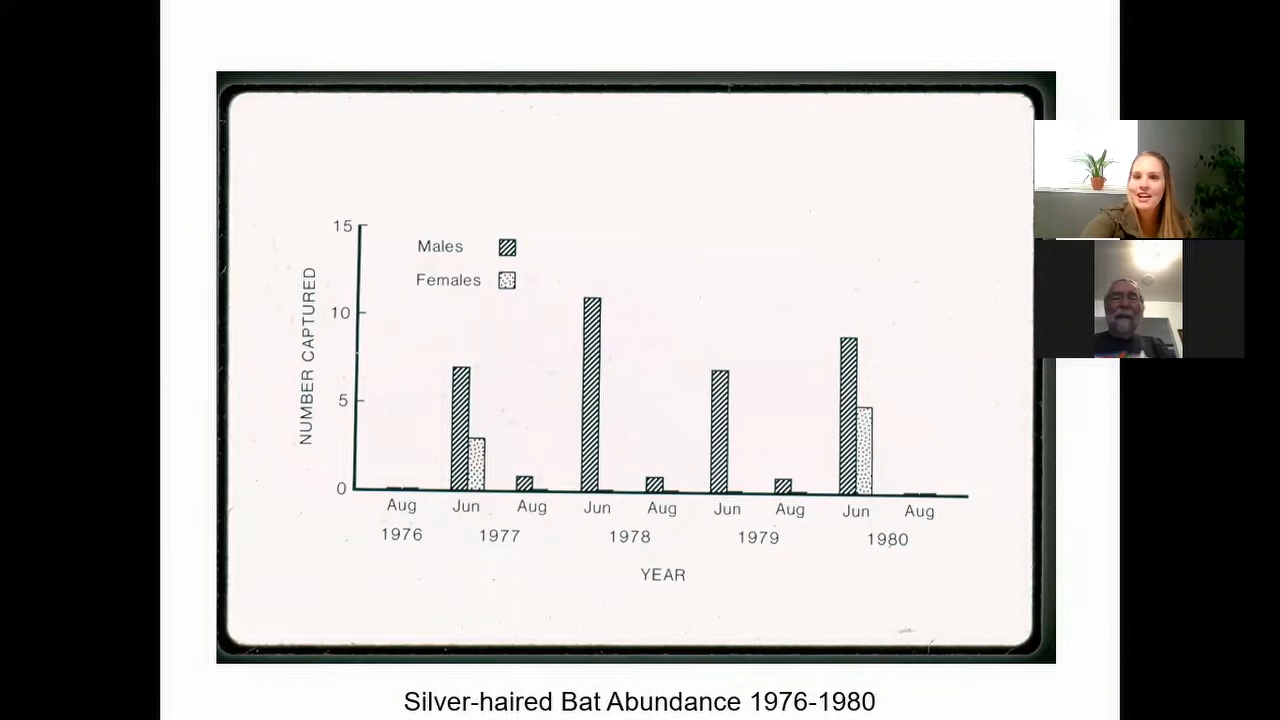 15
Males
Females
10
NUMBER CAPTURED
5
0
Aug Jun Aug Jun Aug Jun Aug Jun Aug
1976 1977 1978 1979 1980
YEAR
Silver-haired Bat Abundance 1976-1980